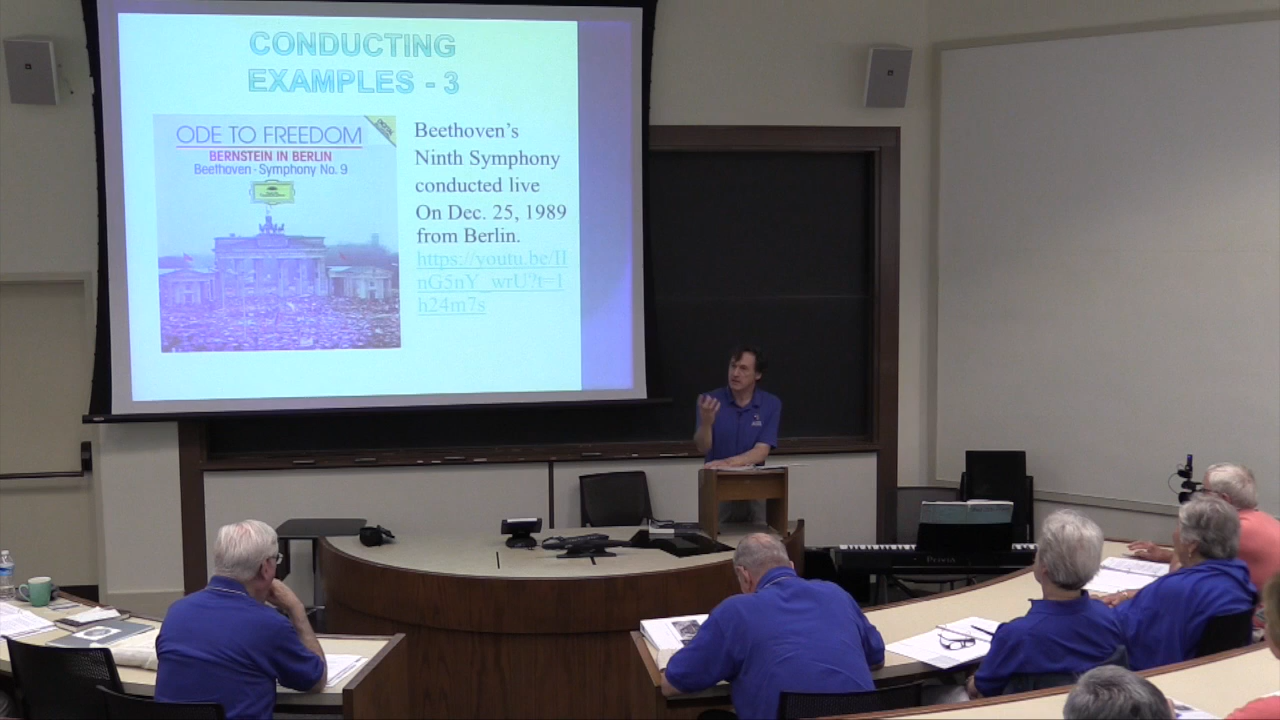 CONDUCTING
EXAMPLES - 3
ODE TO FREEDOM
BERNSTEIN IN BERLIN
Beethoven · Symphony No. 9
Beethoven's
Ninth Symphony
conducted live
On Dec. 25, 1989
from Berlin.
https://youtu.be/II
nG5nY_wrU?t=1
h24m7s